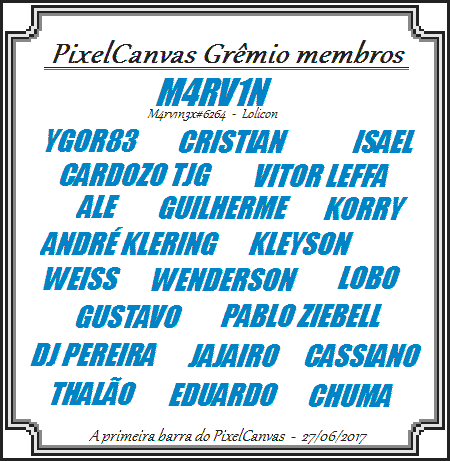 PixelCanvas Grêmio membros
M4RV1N
M4rv1n3x#6264 - Lolicon
YGOR83 CRISTIAN ISAEL
CARDOZO TJG VITOR LEFFA
ALE GUILHERME KORRY
ANDRÉ KLERING KLEYSON
WEISS WENDERSON LOBO
GUSTAVO PABLO ZIEBELL
DJ PEREIRA JAJAIRO CASSIANO
THALÃO EDUARDO CHUMA
A primeira barra do PixelCanvas - 27/06/2017